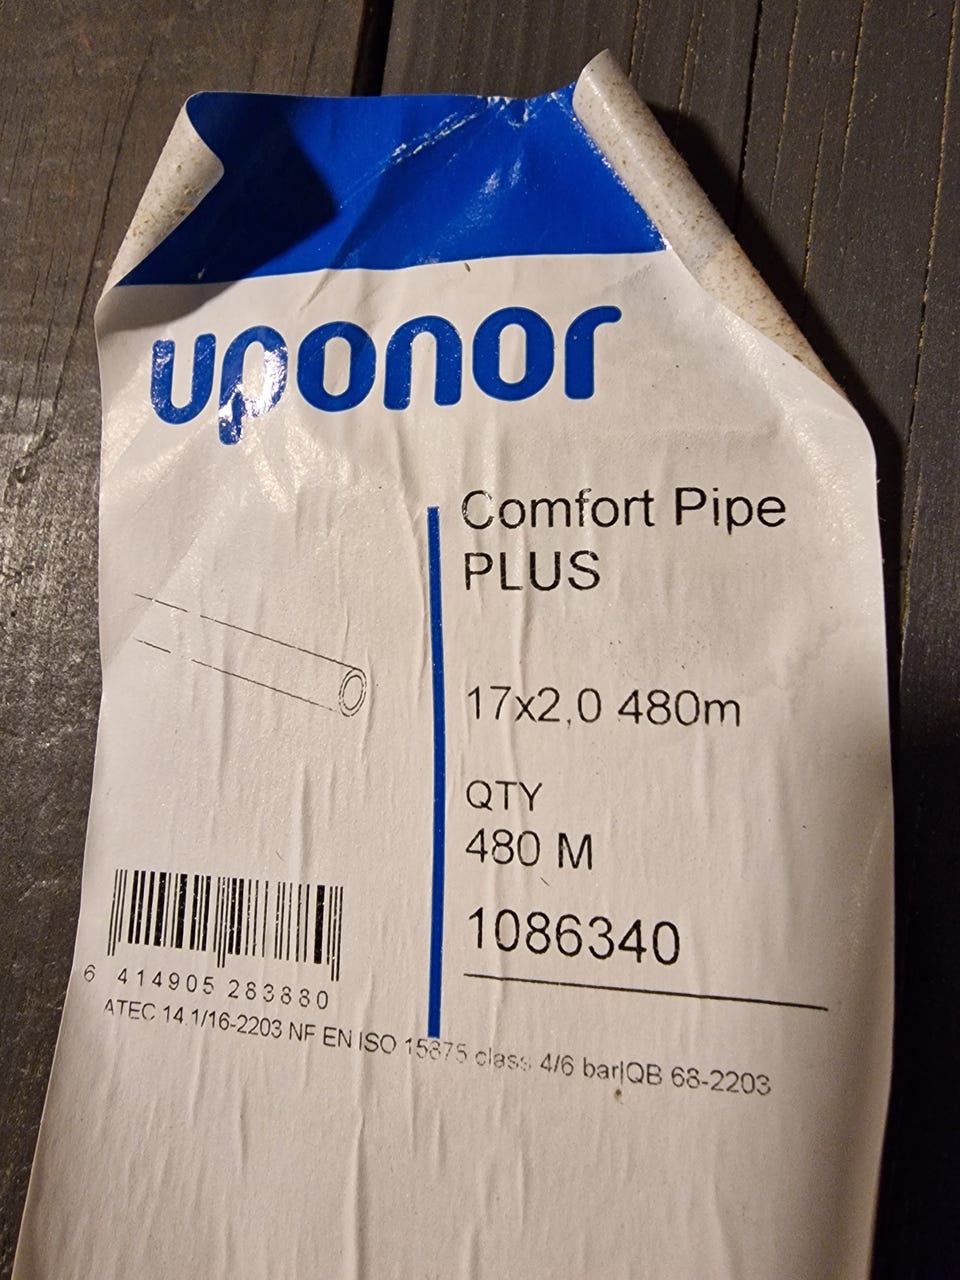 uponor
Comfort Pipe
PLUS
17x2,0 480m
QTY
480 M
1086340
6 414905 283880
ATEC 14.1/16-2203 NF EN ISO 15875 class 4/6 bar|QB 68-2203